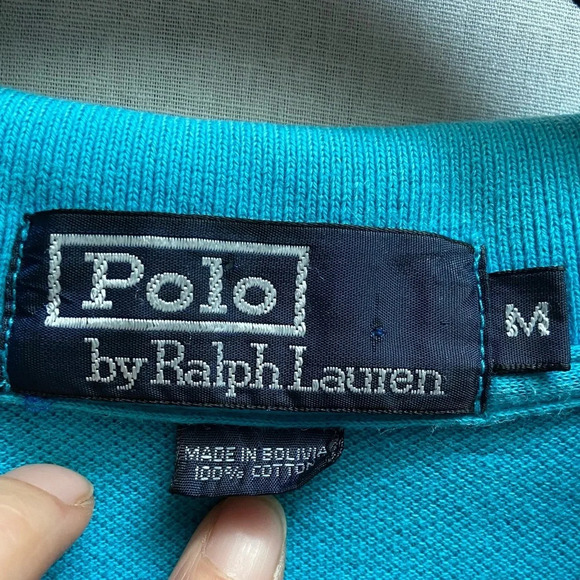 Polo
by Ralph Lauren
M
MADE IN BOLIVIA
100% COTTON